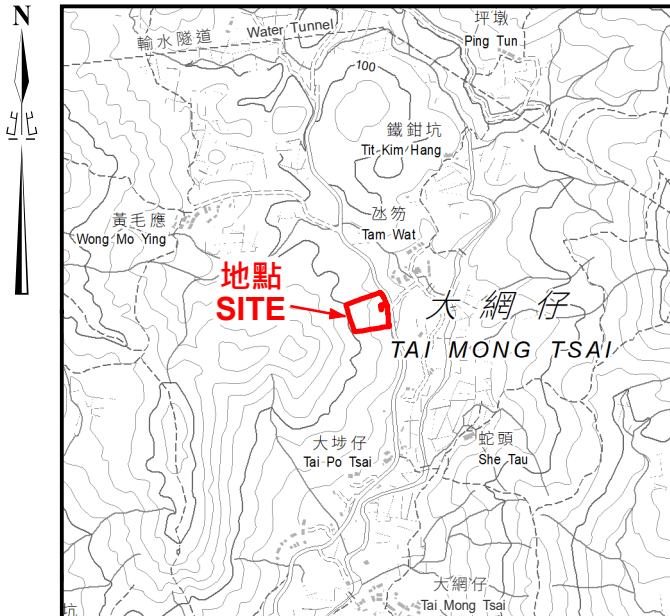 N
坪墩
Ping Tun
輸水隧道 Water Tunnel
100
鐵鉗坑
Tit Kim Hang
氹笏
Tam Wat
黃毛應
Wong Mo Ying
地點
SITE
大網仔
TAI MONG TSAI
大埗仔
Tai Po Tsai
蛇頭
She Tau
大網仔
Tai Mong Tsai
坑